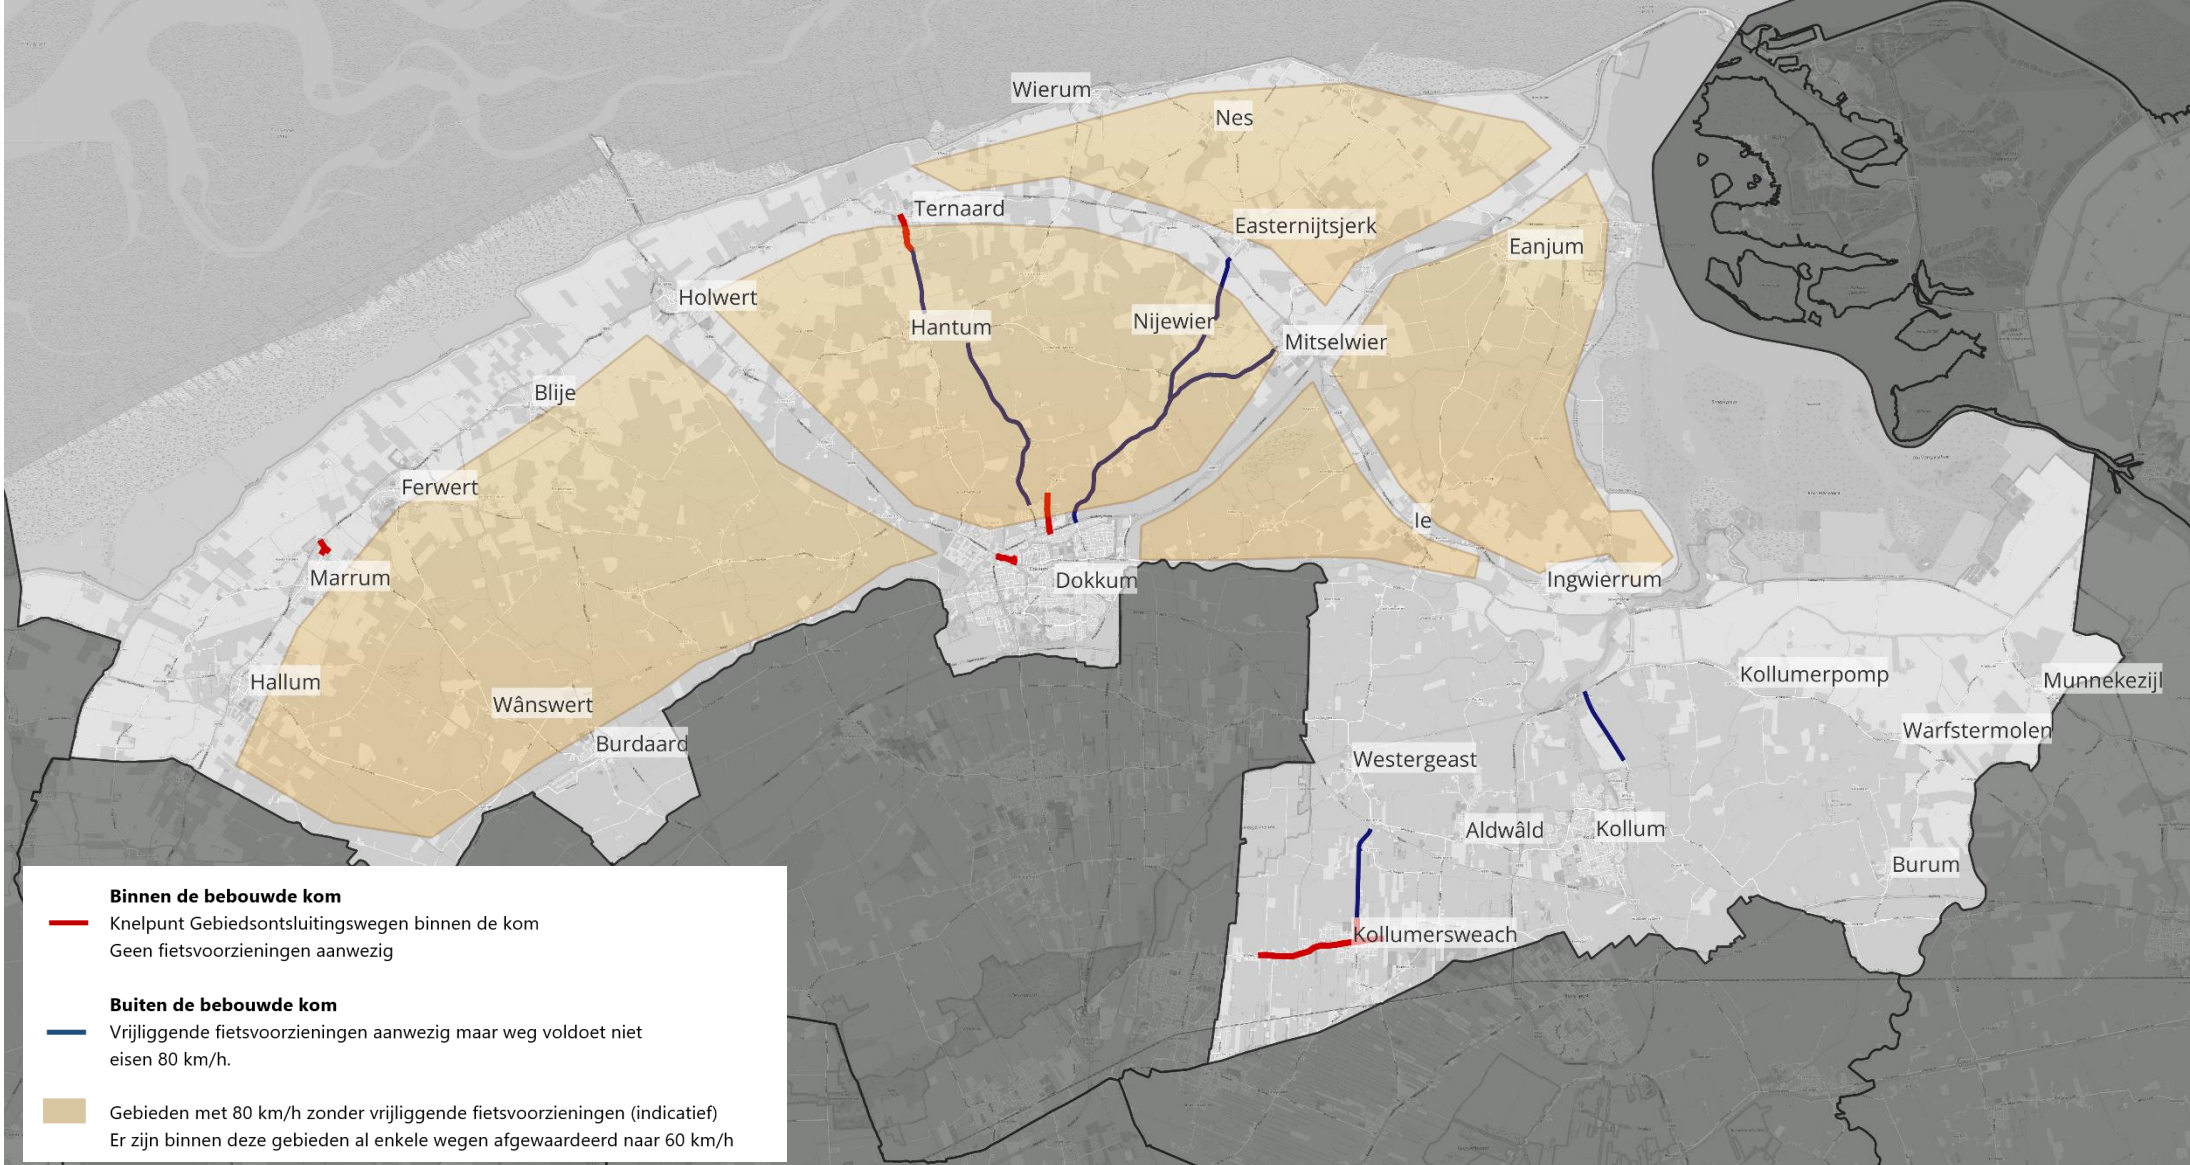 Wierum
Nes
Ternaard
Easternijtsjerk
Eanjum
Holwert
Hantum
Nijewier
Mitselwier
Blije
Ferwert
Ie
Marrum
Dokkum
Ingwierrum
Hallum
Wânswert
Burdaard
Kollumerpomp
Munnekezijl
Warfstermolen
Westergeast
Aldwâld
Kollum
Burum
Kollumersweach
Binnen de bebouwde kom
Knelpunt Gebiedsontsluitingswegen binnen de kom
Geen fietsvoorzieningen aanwezig
Buiten de bebouwde kom
Vrijliggende fietsvoorzieningen aanwezig maar weg voldoet niet
eisen 80 km/h.
Gebieden met 80 km/h zonder vrijliggende fietsvoorzieningen (indicatief)
Er zijn binnen deze gebieden al enkele wegen afgewaardeerd naar 60 km/h